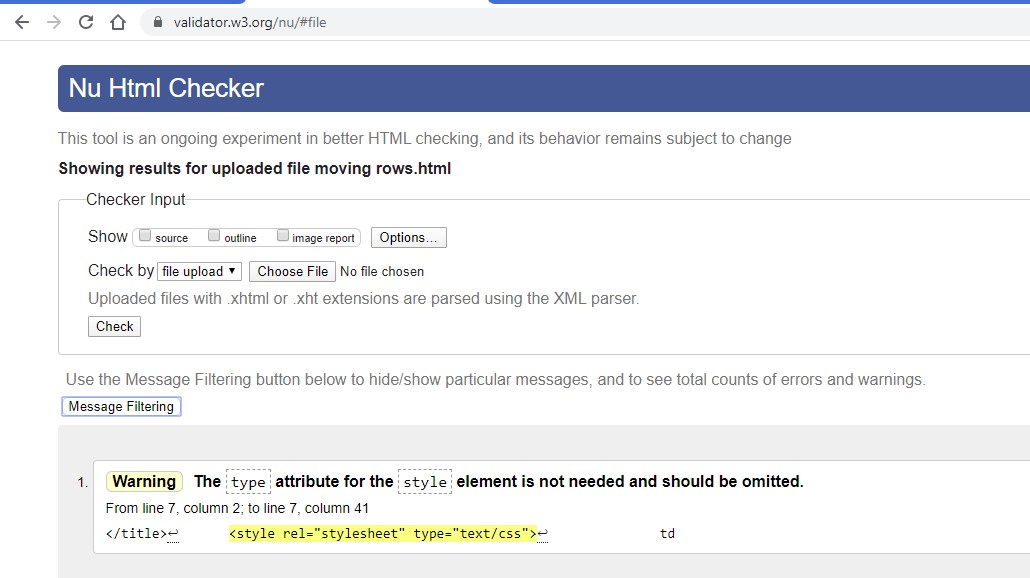 validator.w3.org/nu/#file
Nu Html Checker
This tool is an ongoing experiment in better HTML checking, and its behavior remains subject to change
Showing results for uploaded file moving rows.html
Checker Input
Show source outline image report Options...
Check by file upload ▼ Choose File No file chosen
Uploaded files with .xhtml or .xht extensions are parsed using the XML parser.
Check
Use the Message Filtering button below to hide/show particular messages, and to see total counts of errors and warnings.
Message Filtering
1. Warning The type attribute for the style element is not needed and should be omitted.
From line 7, column 2; to line 7, column 41
</title>↩ <style rel="stylesheet" type="text/css">↩ td